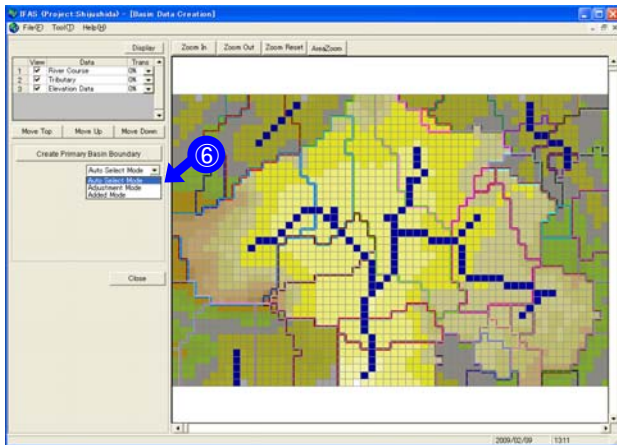 IFAS (Project:Shijushida) - [Basin Data Creation]
File(F) Tool(T) Help(H)
Display
Zoom In Zoom Out Zoom Reset AreaZoom
View Data Trans
1 River Course 0%
2 Tributary 0%
3 Elevation Data 0%
Move Top Move Up Move Down
⑥
Create Primary Basin Boundary
Auto Select Mode
Auto Select Mode
Adjustment Mode
Added Mode
Close
2009/02/09 13:11